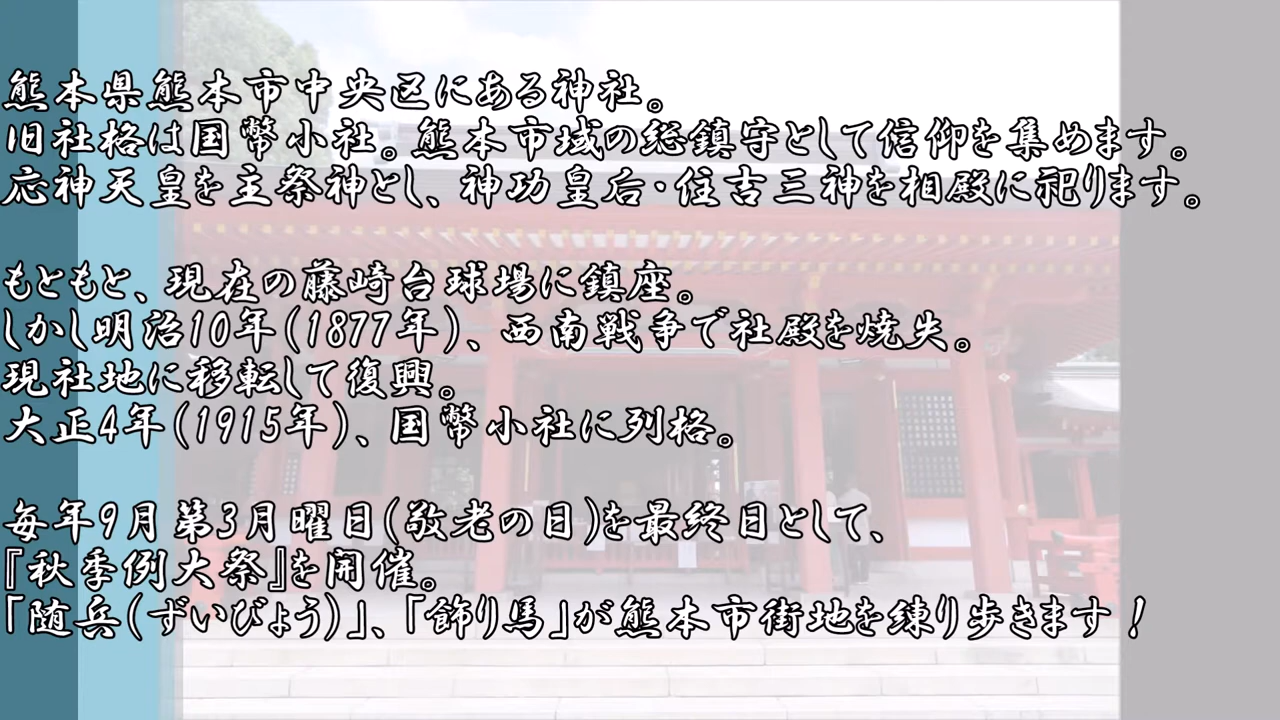 熊本県熊本市中央区にある神社。
旧社格は国幣小社。熊本市域の総鎮守として信仰を集めます。
応神天皇を主祭神とし、神功皇后・住吉三神を相殿に祀ります。
もともと、現在の藤崎台球場に鎮座。
しかし明治10年(1877年)、西南戦争で社殿を焼失。
現社地に移転して復興。
大正4年(1915年)、国幣小社に列格。
毎年9月第3月曜日(敬老の日)を最終日として、
『秋季例大祭』を開催。
「随兵(ずいびょう)」、「飾り馬」が熊本市街地を練り歩きます!